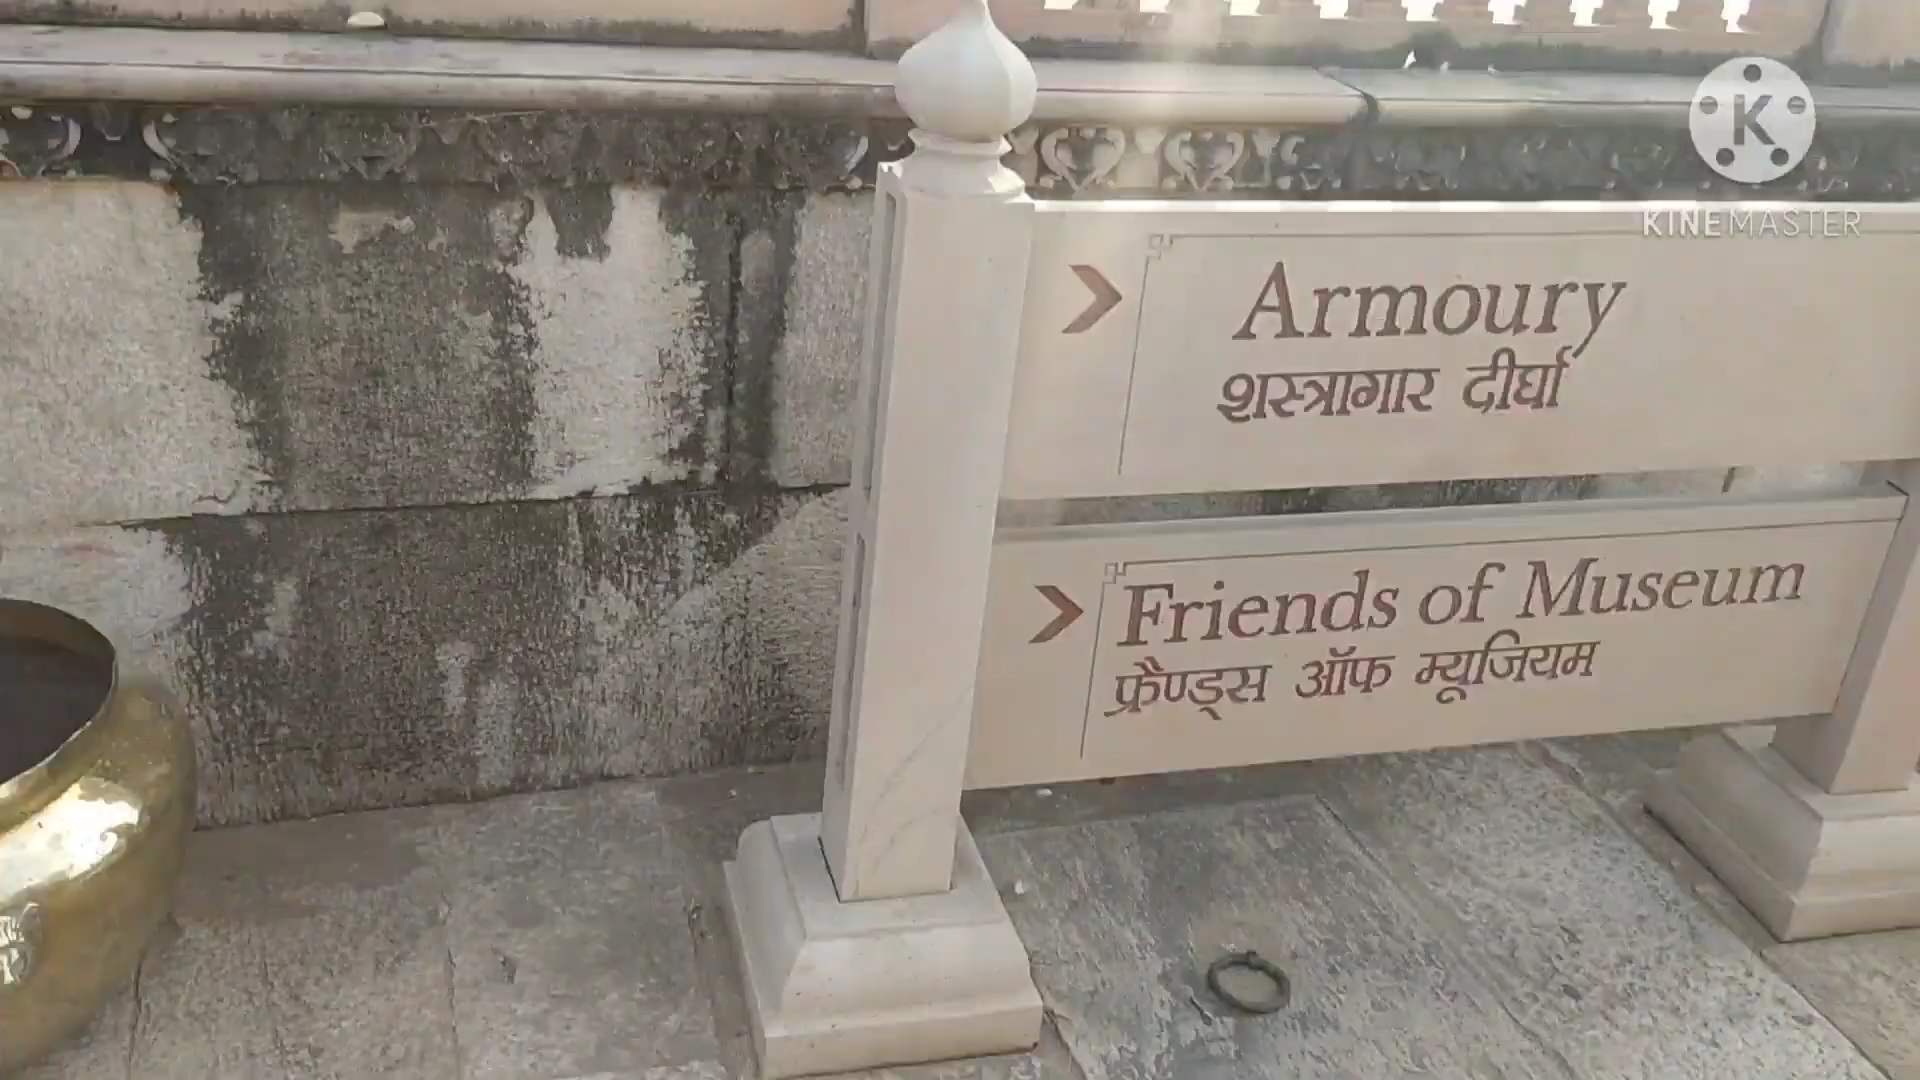 K
KINEMASTER
Armoury
शस्त्रागार दीर्घा
Friends of Museum
फ्रैण्ड्स ऑफ म्यूजियम